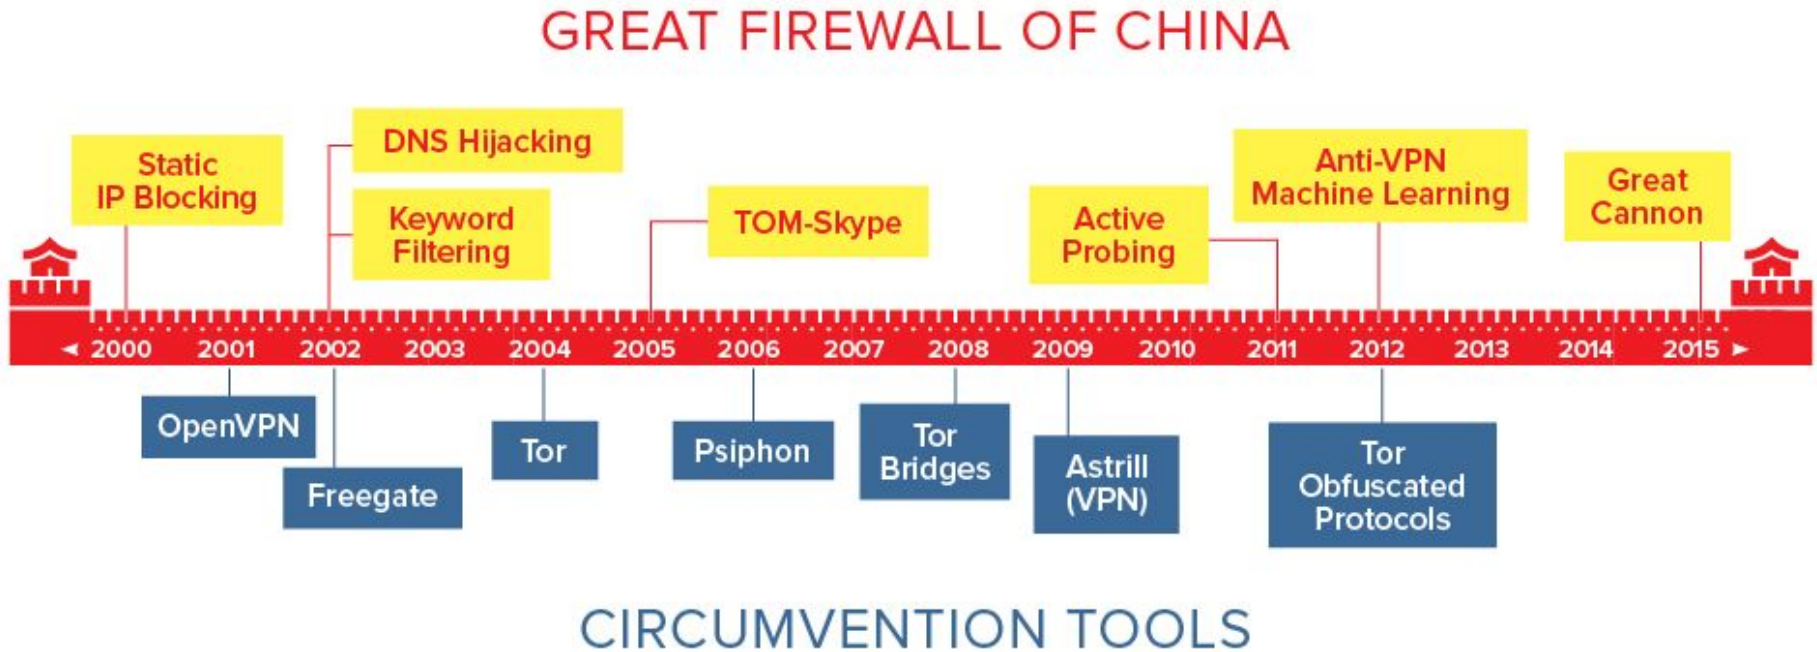 GREAT FIREWALL OF CHINA
Static
IP Blocking
DNS Hijacking
Keyword
Filtering
TOM-Skype
Active
Probing
Anti-VPN
Machine Learning
Great
Cannon
2000 2001 2002 2003 2004 2005 2006 2007 2008 2009 2010 2011 2012 2013 2014 2015
OpenVPN
Freegate
Tor
Psiphon
Tor
Bridges
Astrill
(VPN)
Tor
Obfuscated
Protocols
CIRCUMVENTION TOOLS